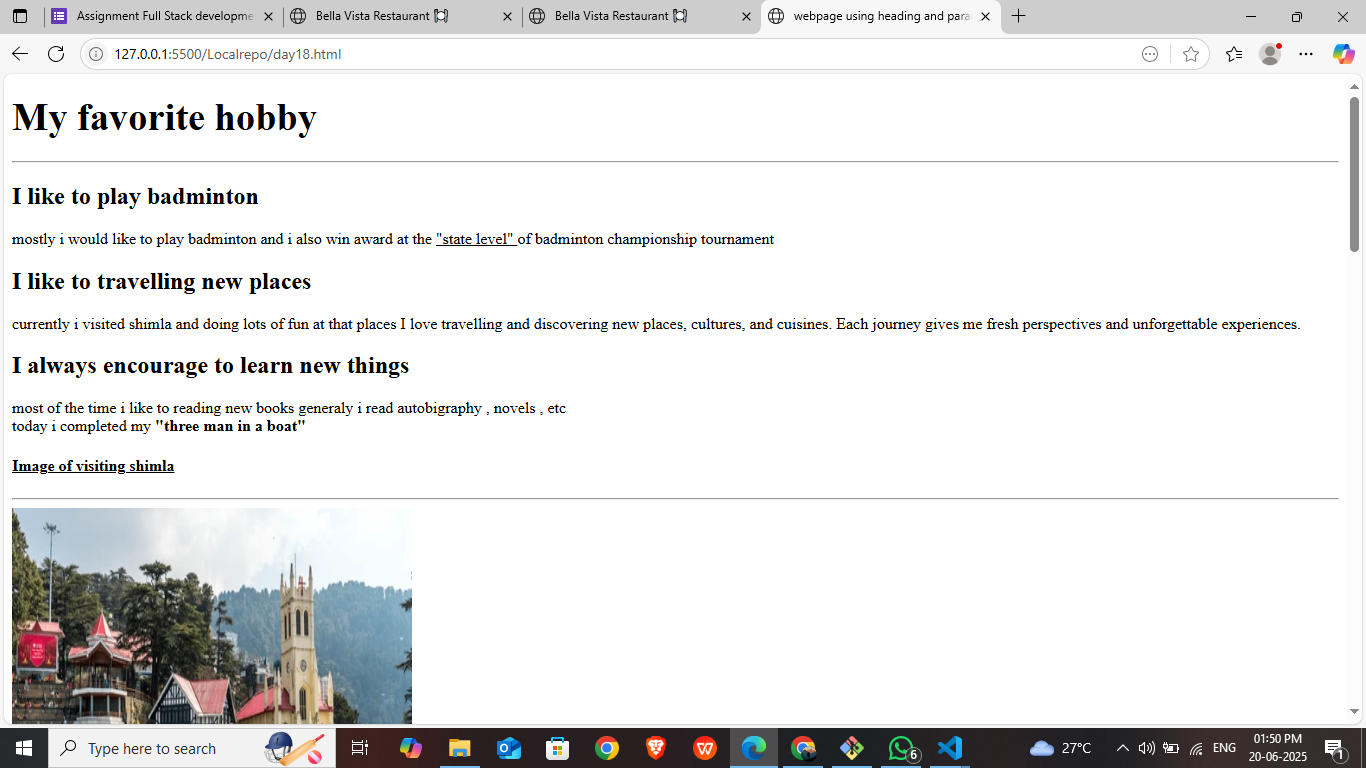 Assignment Full Stack developme
Bella Vista Restaurant
Bella Vista Restaurant
webpage using heading and para
127.0.0.1:5500/Localrepo/day18.html
My favorite hobby
I like to play badminton
mostly i would like to play badminton and i also win award at the "state level" of badminton championship tournament
I like to travelling new places
currently i visited shimla and doing lots of fun at that places I love travelling and discovering new places, cultures, and cuisines. Each journey gives me fresh perspectives and unforgettable experiences.
I always encourage to learn new things
most of the time i like to reading new books generaly i read autobigraphy , novels , etc
today i completed my "three man in a boat"
Image of visiting shimla
Type here to search
6
27°C
ENG
01:50 PM
20-06-2025
1